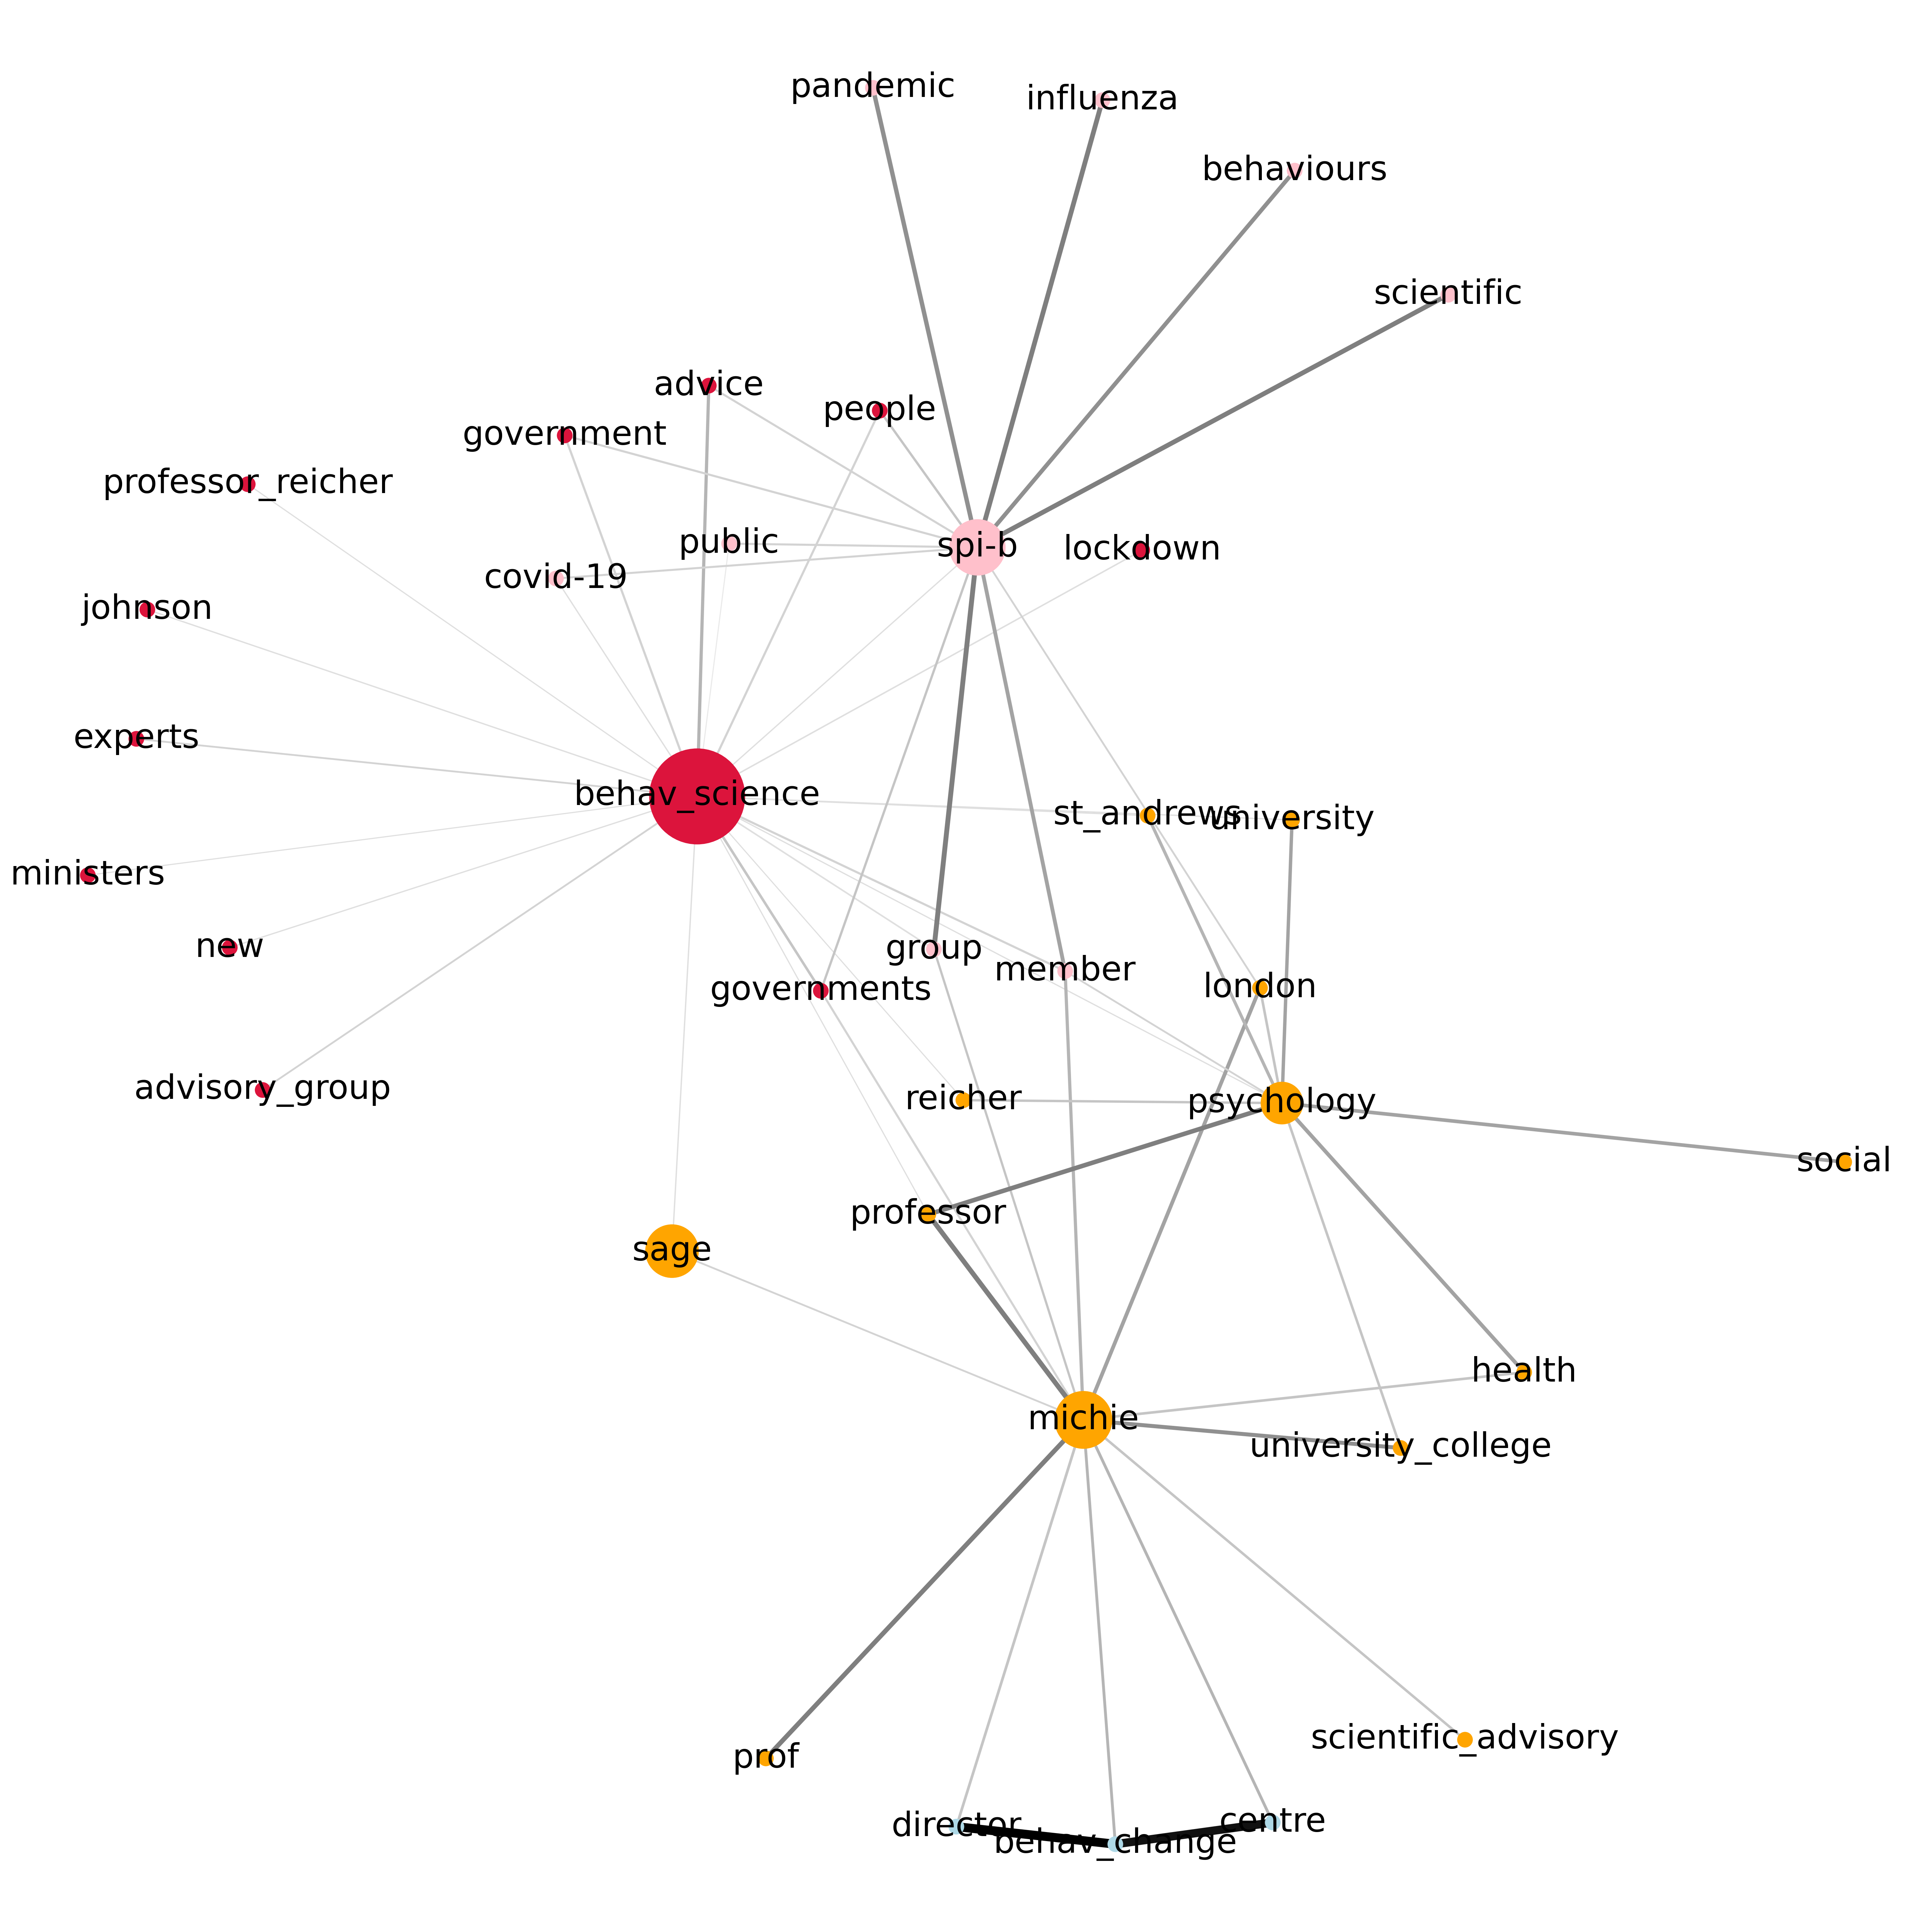 pandemic
influenza
behaviours
scientific
advice
people
government
professor_reicher
public
spi-b
lockdown
covid-19
johnson
experts
behav_science
st_andrews
university
ministers
new
group
member
governments
london
advisory_group
reicher
psychology
social
professor
sage
health
michie
university_college
scientific_advisory
prof
director
centre
behav_change